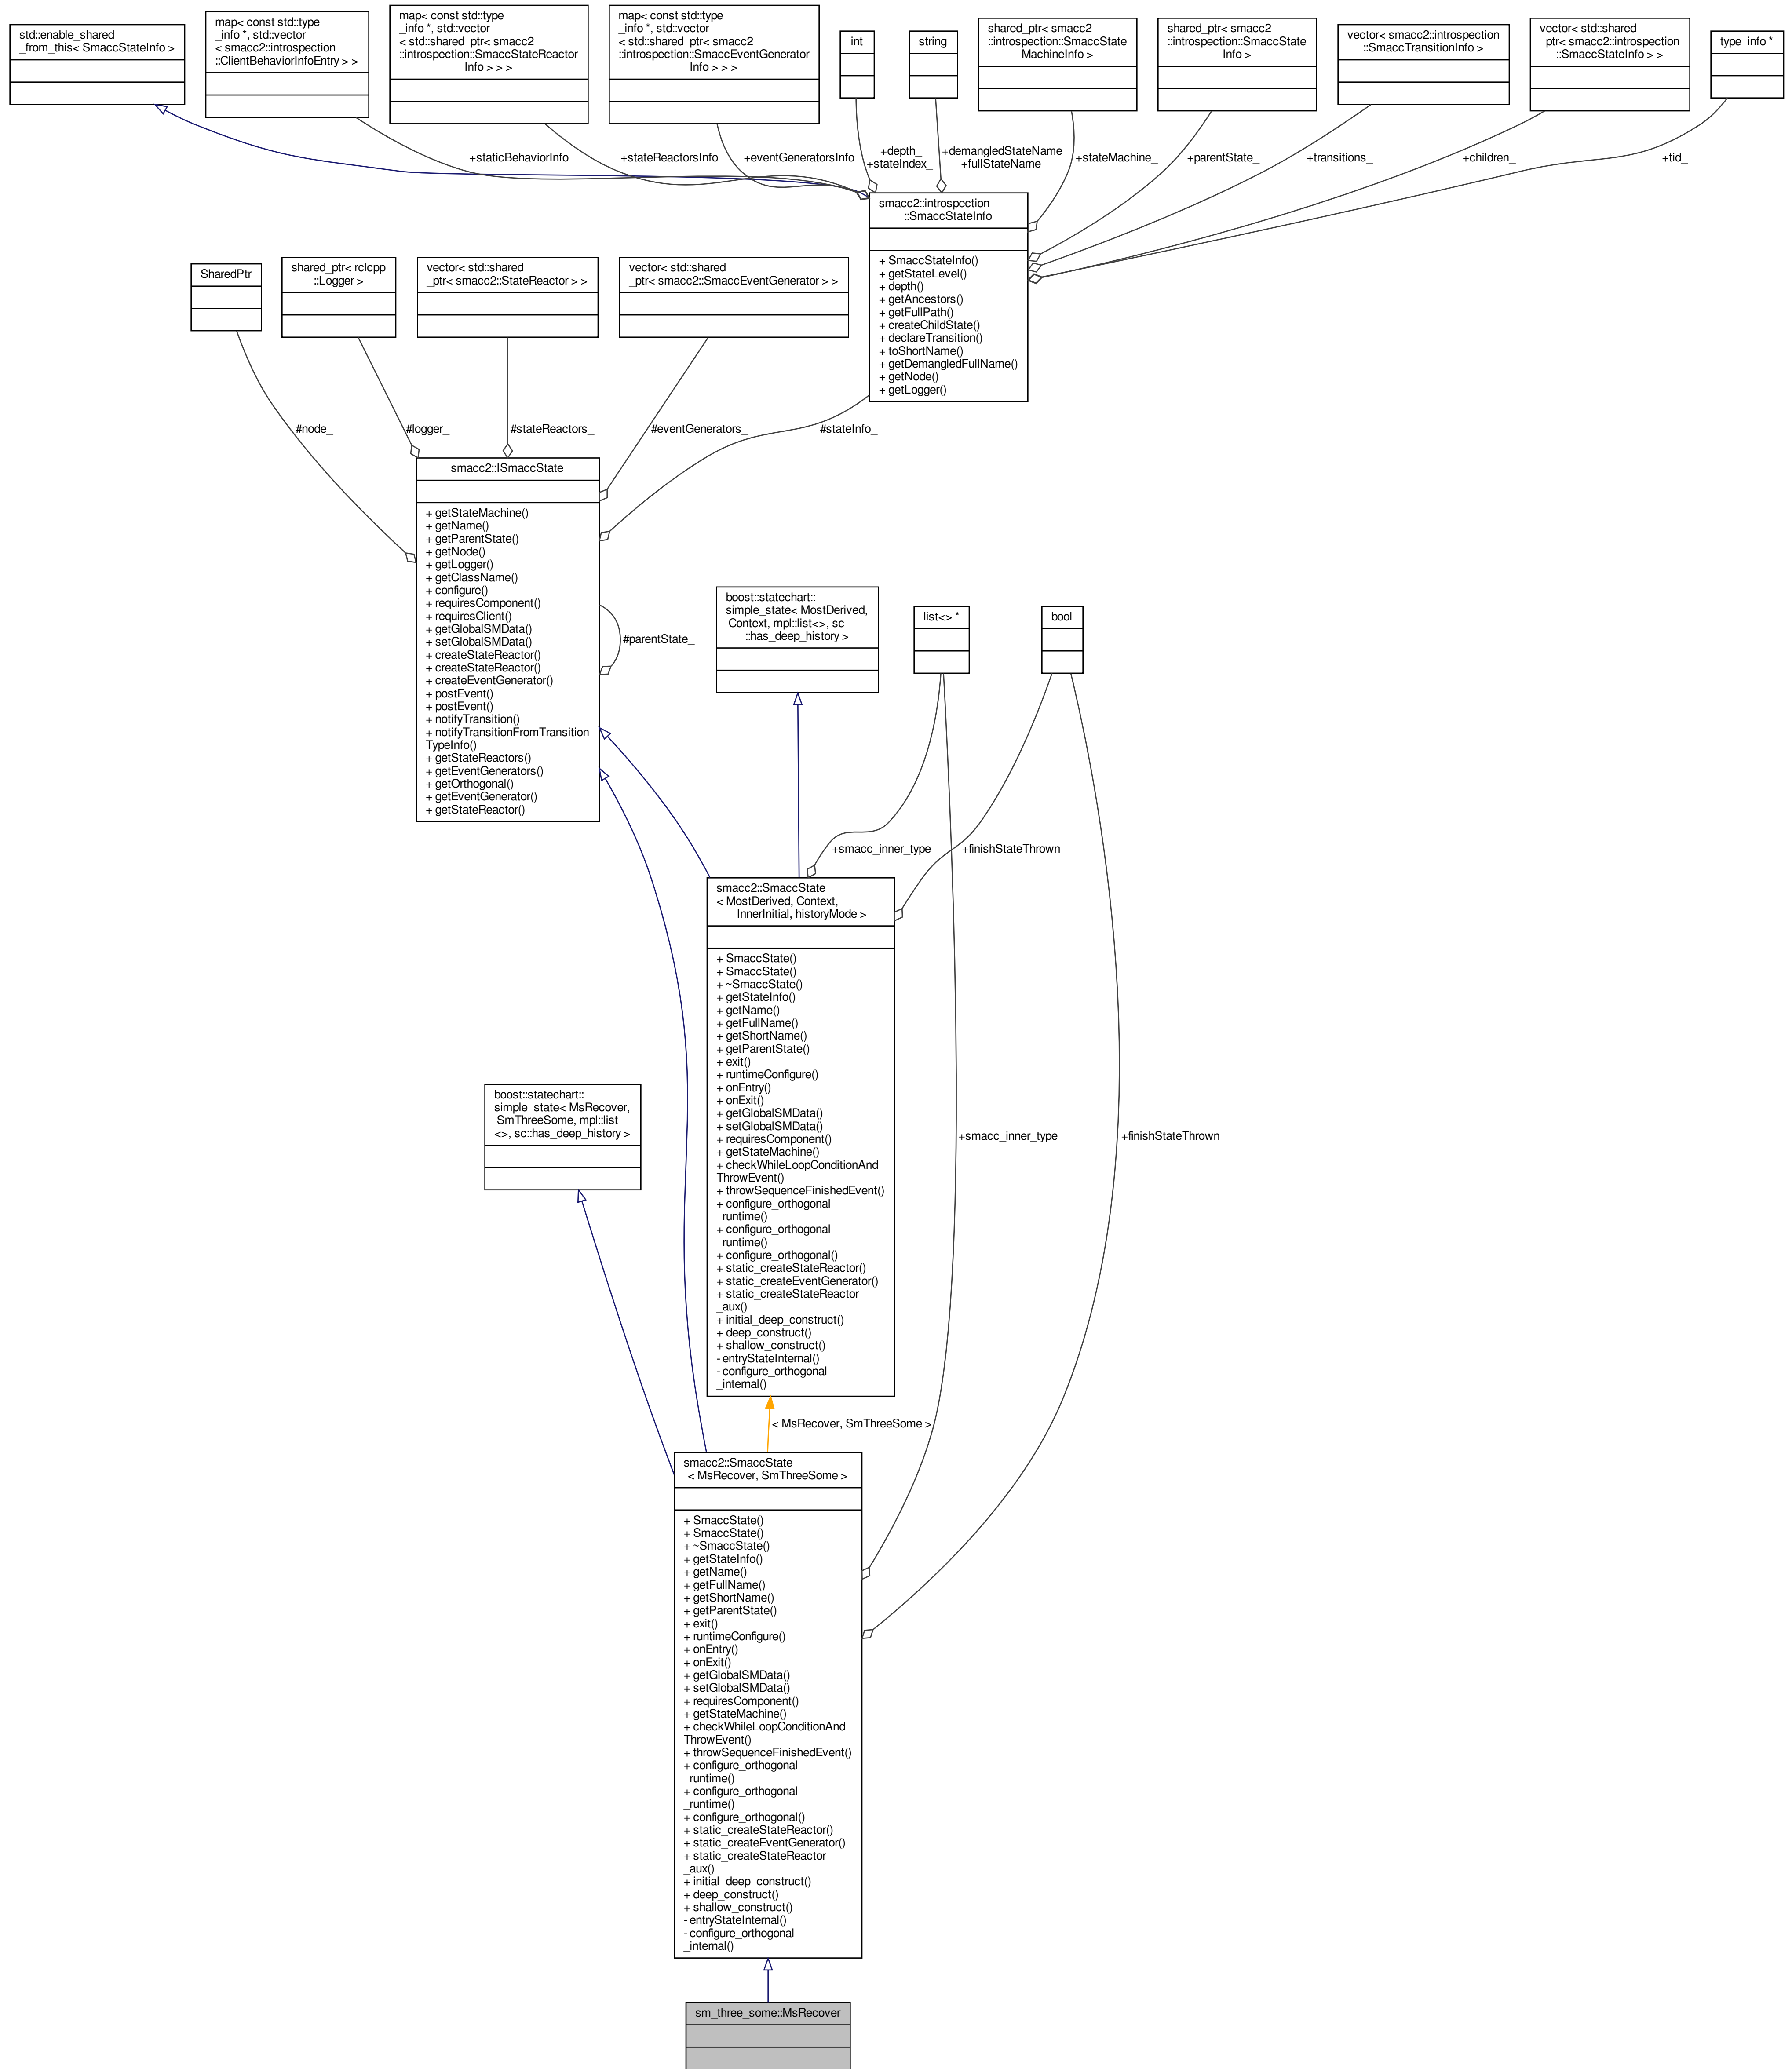 std::enable_shared
_from_this< SmaccStateInfo >
map< const std::type
_info *, std::vector
< smacc2::introspection
::ClientBehaviorInfoEntry > >
map< const std::type
_info *, std::vector
< std::shared_ptr< smacc2
::introspection::SmaccStateReactor
Info > > >
map< const std::type
_info *, std::vector
< std::shared_ptr< smacc2
::introspection::SmaccEventGenerator
Info > > >
int
string
shared_ptr< smacc2
::introspection::SmaccState
MachineInfo >
shared_ptr< smacc2
::introspection::SmaccState
Info >
vector< smacc2::introspection
::SmaccTransitionInfo >
vector< std::shared
_ptr< smacc2::introspection
::SmaccStateInfo > >
type_info *
+staticBehaviorInfo
+stateReactorsInfo
+eventGeneratorsInfo
+depth_
+stateIndex_
+demangledStateName
+fullStateName
+stateMachine_
+parentState_
+transitions_
+children_
+tid_
smacc2::introspection
::SmaccStateInfo
+ SmaccStateInfo()
+ getStateLevel()
+ depth()
+ getAncestors()
+ getFullPath()
+ createChildState()
+ declareTransition()
+ toShortName()
+ getDemangledFullName()
+ getNode()
+ getLogger()
SharedPtr
shared_ptr< rclcpp
::Logger >
vector< std::shared
_ptr< smacc2::StateReactor > >
vector< std::shared
_ptr< smacc2::SmaccEventGenerator > >
#node_
#logger_
#stateReactors_
#eventGenerators_
#stateInfo_
smacc2::ISmaccState
+ getStateMachine()
+ getName()
+ getParentState()
+ getNode()
+ getLogger()
+ getClassName()
+ configure()
+ requiresComponent()
+ requiresClient()
+ getGlobalSMData()
+ setGlobalSMData()
+ createStateReactor()
+ createStateReactor()
+ createEventGenerator()
+ postEvent()
+ postEvent()
+ notifyTransition()
+ notifyTransitionFromTransition
TypeInfo()
+ getStateReactors()
+ getEventGenerators()
+ getOrthogonal()
+ getEventGenerator()
+ getStateReactor()
#parentState_
boost::statechart::
simple_state< MostDerived,
Context, mpl::list<>, sc
::has_deep_history >
list<> *
bool
+smacc_inner_type
+finishStateThrown
smacc2::SmaccState
< MostDerived, Context,
InnerInitial, historyMode >
+ SmaccState()
+ SmaccState()
+ ~SmaccState()
+ getStateInfo()
+ getName()
+ getFullName()
+ getShortName()
+ getParentState()
+ exit()
+ runtimeConfigure()
+ onEntry()
+ onExit()
+ getGlobalSMData()
+ setGlobalSMData()
+ requiresComponent()
+ getStateMachine()
+ checkWhileLoopConditionAnd
ThrowEvent()
+ throwSequenceFinishedEvent()
+ configure_orthogonal
_runtime()
+ configure_orthogonal
_runtime()
+ configure_orthogonal()
+ static_createStateReactor()
+ static_createEventGenerator()
+ static_createStateReactor
_aux()
+ initial_deep_construct()
+ deep_construct()
+ shallow_construct()
- entryStateInternal()
- configure_orthogonal
_internal()
boost::statechart::
simple_state< MsRecover,
SmThreeSome, mpl::list
<>, sc::has_deep_history >
+smacc_inner_type
+finishStateThrown
< MsRecover, SmThreeSome >
smacc2::SmaccState
< MsRecover, SmThreeSome >
+ SmaccState()
+ SmaccState()
+ ~SmaccState()
+ getStateInfo()
+ getName()
+ getFullName()
+ getShortName()
+ getParentState()
+ exit()
+ runtimeConfigure()
+ onEntry()
+ onExit()
+ getGlobalSMData()
+ setGlobalSMData()
+ requiresComponent()
+ getStateMachine()
+ checkWhileLoopConditionAnd
ThrowEvent()
+ throwSequenceFinishedEvent()
+ configure_orthogonal
_runtime()
+ configure_orthogonal
_runtime()
+ configure_orthogonal()
+ static_createStateReactor()
+ static_createEventGenerator()
+ static_createStateReactor
_aux()
+ initial_deep_construct()
+ deep_construct()
+ shallow_construct()
- entryStateInternal()
- configure_orthogonal
_internal()
sm_three_some::MsRecover